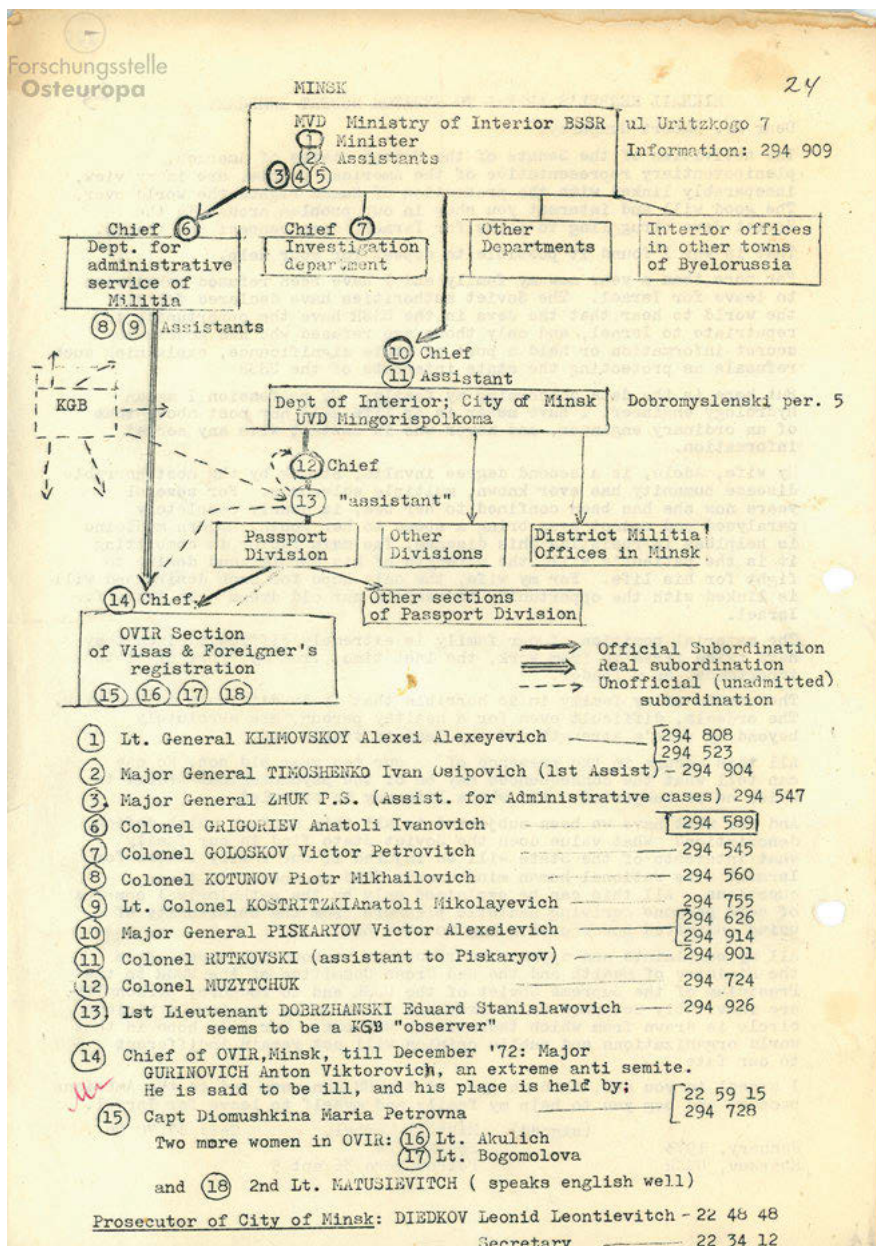 Forschungsstelle
Osteuropa
24
MINSK
MVD Ministry of Interior BSSR
ul Uritzkogo 7
1 Minister
Information: 294 909
2 Assistants
3 4 5
Chief 6
Dept. for
administrative
service of
Militia
8 9 Assistants
Chief 7
Investigation
department
Other
Departments
Interior offices
in other towns
of Byelorussia
KGB
10 Chief
11 Assistant
Dept of Interior; City of Minsk
UVD Mingorispolkoma
Dobromyslenski per. 5
12 Chief
13 "assistant"
Passport
Division
Other
Divisions
District Militia
Offices in Minsk
14 Chief
Other sections
of Passport Division
OVIR Section
of Visas & Foreigner's
registration
15 16 17 18
Official Subordination
Real subordination
Unofficial (unadmitted)
subordination
1 Lt. General KLIMOVSKOY Alexei Alexeyevich 294 808
294 523
2 Major General TIMOSHENKO Ivan Osipovich (1st Assist) - 294 904
3 Major General ZHUK P.S. (Assist. for Administrative cases) 294 547
6 Colonel GRIGORIEV Anatoli Ivanovich 294 589
7 Colonel GOLOSKOV Victor Petrovitch 294 545
8 Colonel KOTUNOV Piotr Mikhailovich 294 560
9 Lt. Colonel KOSTRITZKIAnatoli Mikolayevich 294 755
10 Major General PISKARYOV Victor Alexeievich 294 626
294 914
11 Colonel RUTKOVSKI (assistant to Piskaryov) 294 901
12 Colonel MUZYTCHUK 294 724
13 1st Lieutenant DOBRZHANSKI Eduard Stanislawovich 294 926
seems to be a KGB "observer"
14 Chief of OVIR,Minsk, till December '72: Major
GURINOVICH Anton Viktorovich, an extreme anti semite.
He is said to be ill, and his place is held by;
15 Capt Diomushkina Maria Petrovna 22 59 15
294 728
Two more women in OVIR: 16 Lt. Akulich
17 Lt. Bogomolova
and 18 2nd Lt. MATUSIEVITCH ( speaks english well)
Prosecutor of City of Minsk: DIEDKOV Leonid Leontievitch - 22 48 48
Secretary 22 34 12